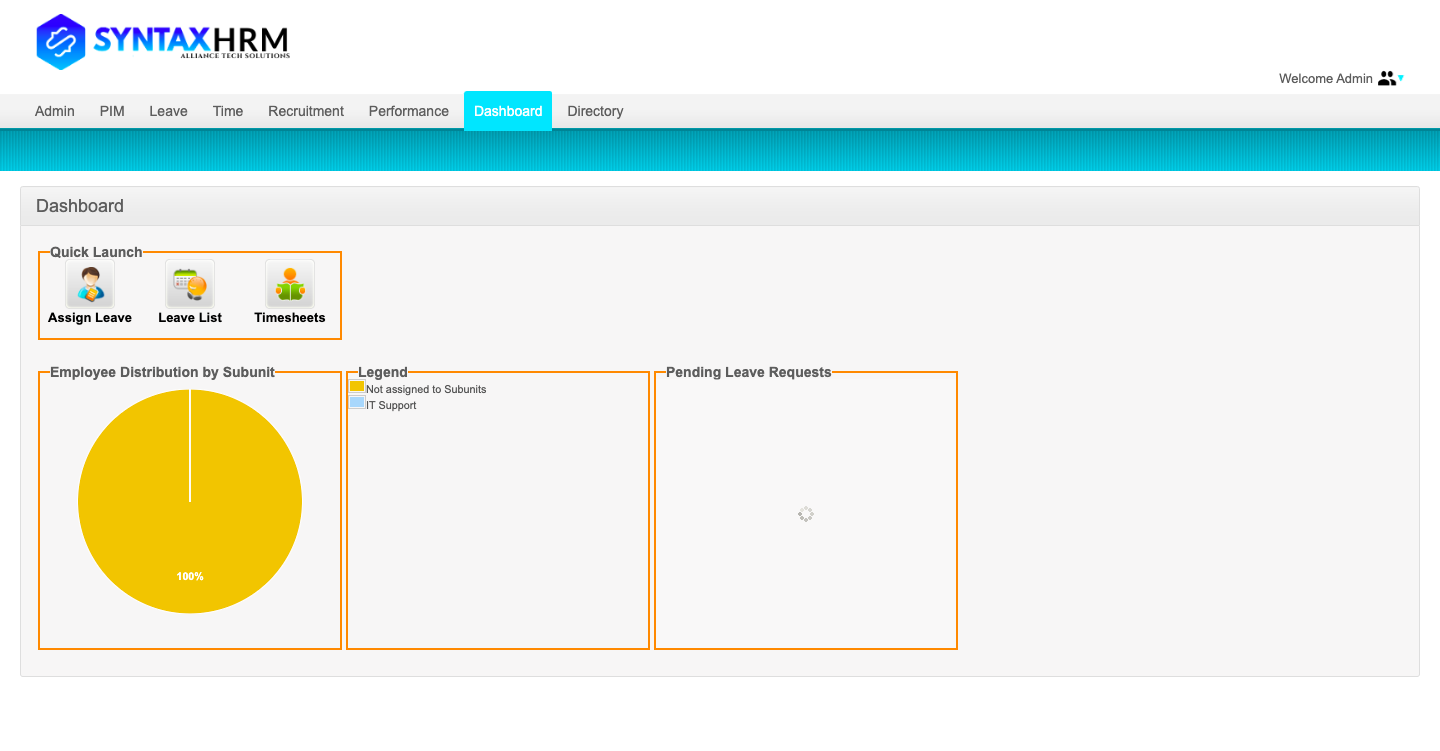 SYNTAXHRM
ALLIANCE TECH SOLUTIONS
Welcome Admin
Admin PIM Leave Time Recruitment Performance Dashboard Directory
Dashboard
Quick Launch
Assign Leave Leave List Timesheets
Employee Distribution by Subunit
100%
Legend
Not assigned to Subunits
IT Support
Pending Leave Requests